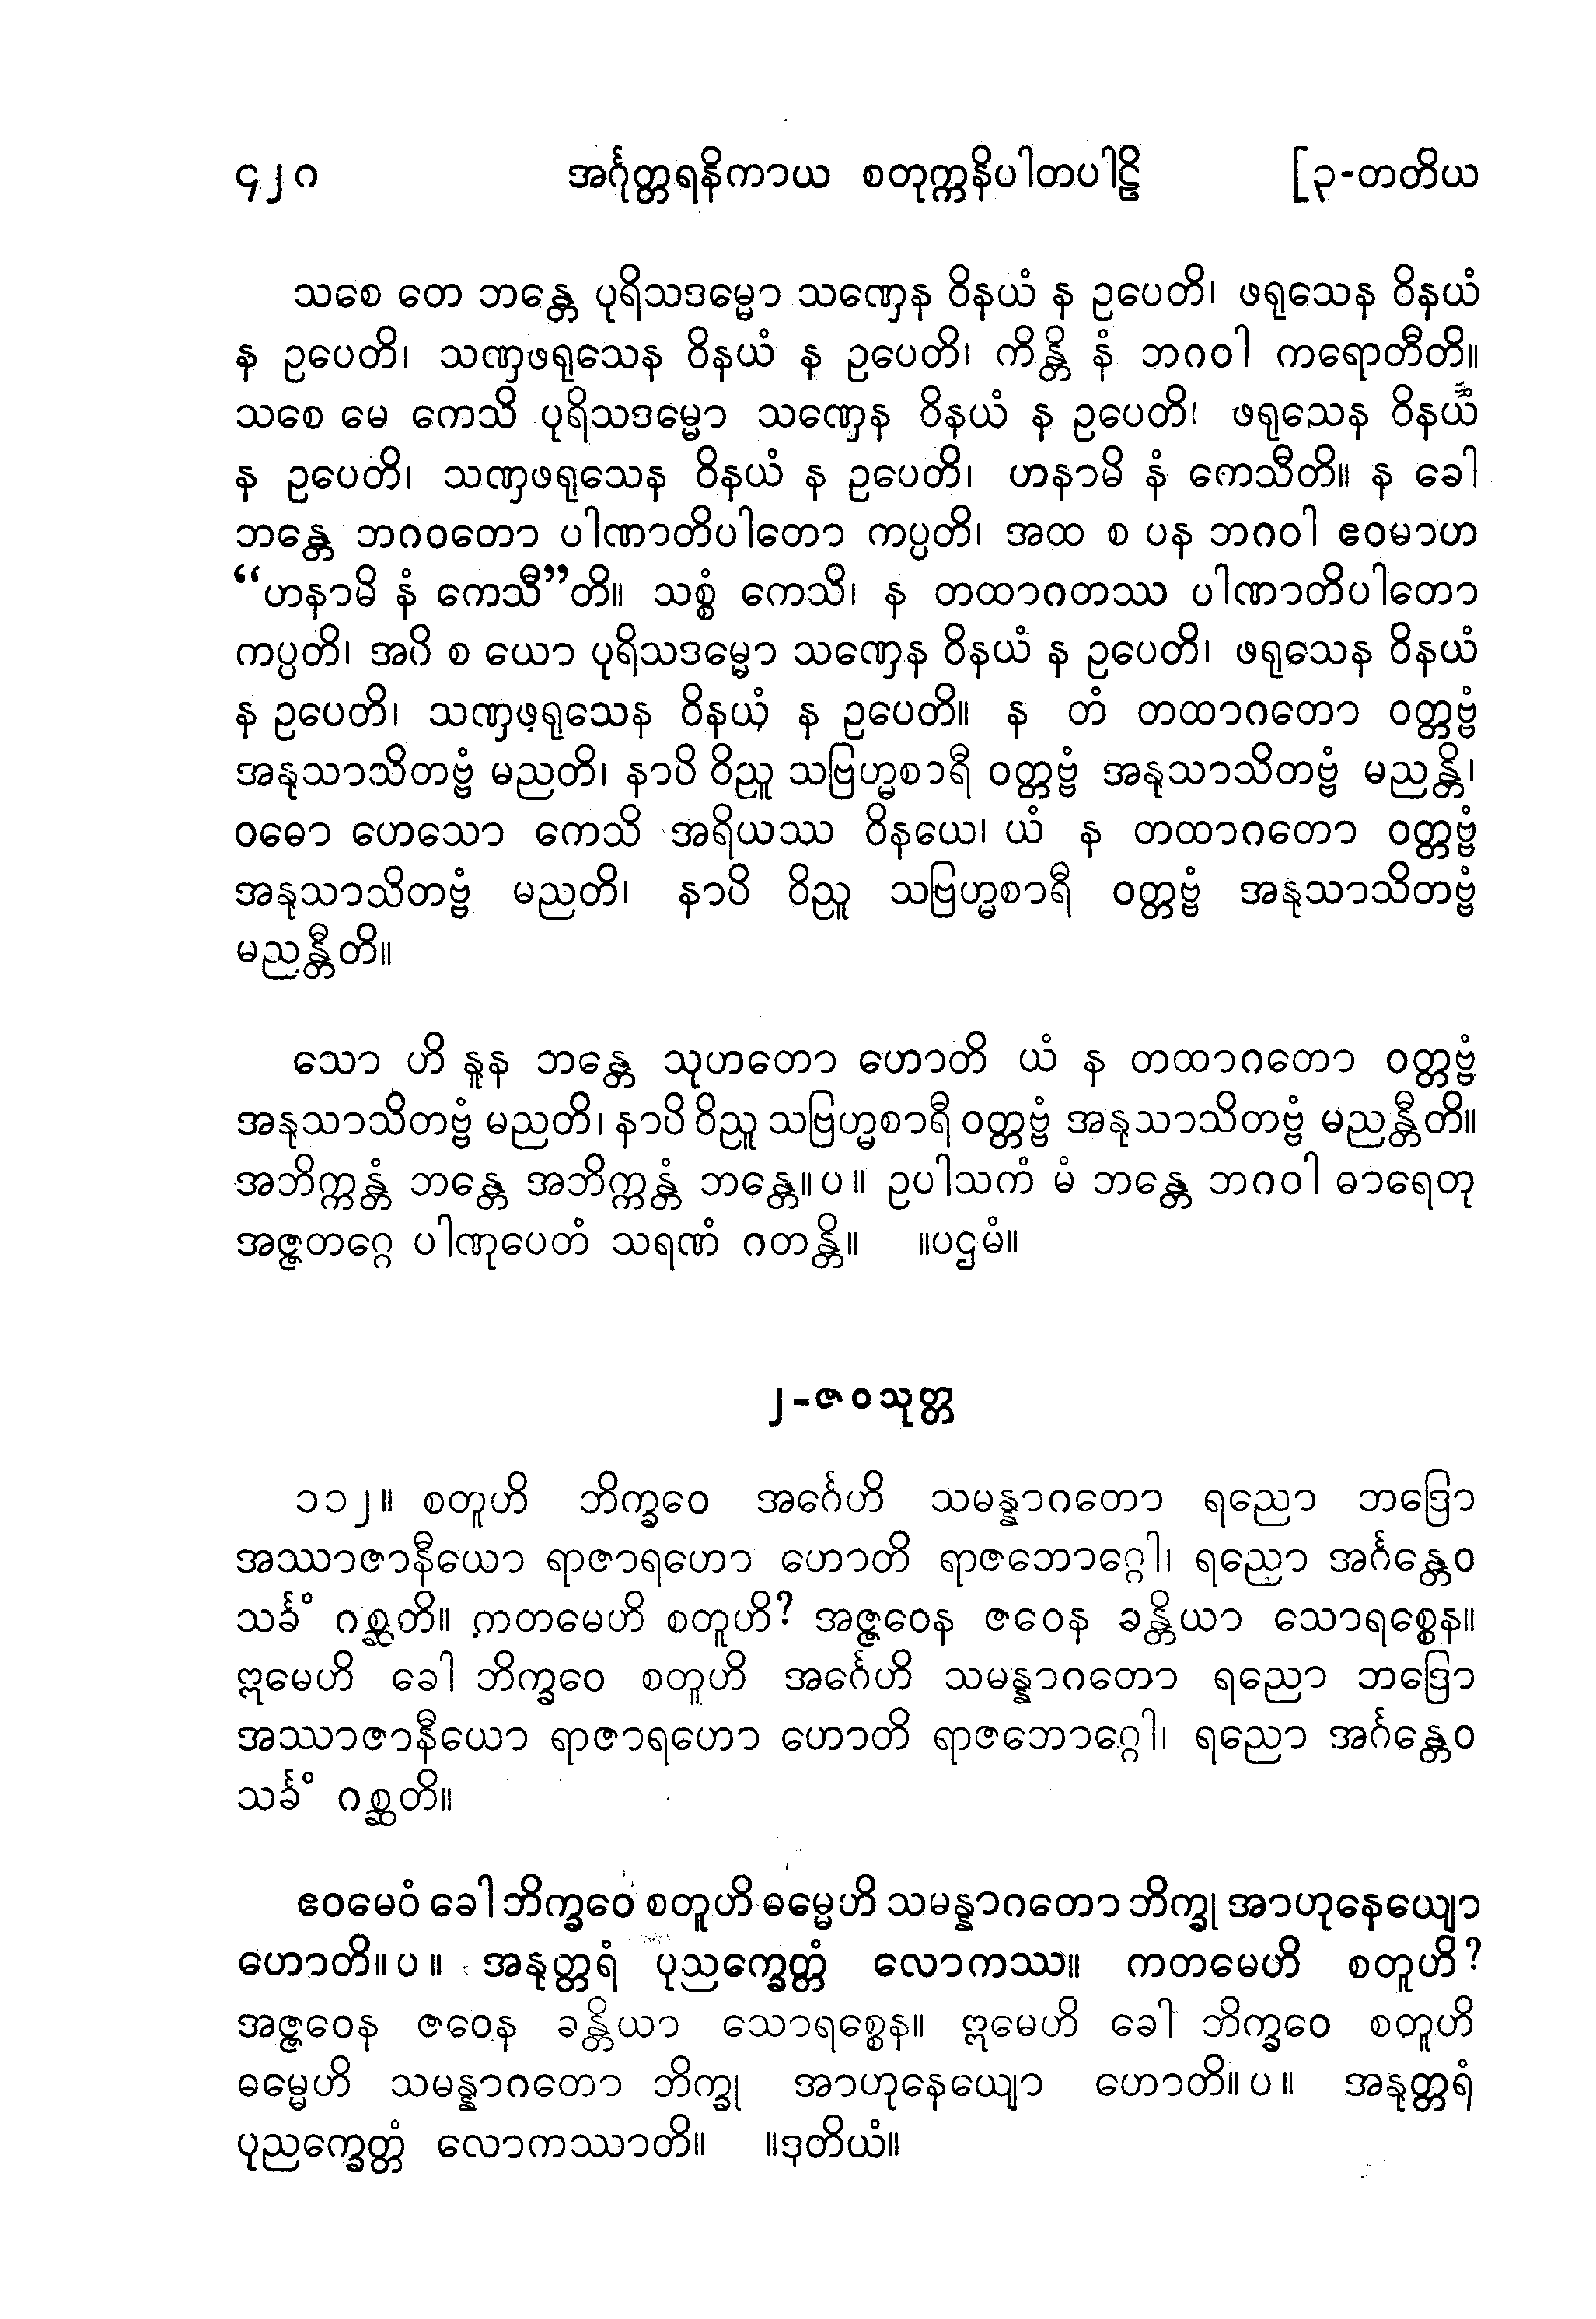 ၄၂၀ အင်္ဂုတ္တရနိကာယ စတုက္ကနိပါတပါဠိ [၃-တတိယ
သစေ တေ ဘန္တေ ပုရိသဒမ္မော သဏှေန ဝိနယံ န ဥပေတိ၊ ဖရုသေန ဝိနယံ
န ဥပေတိ၊ သဏှဖရုသေန ဝိနယံ န ဥပေတိ၊ ကိန္တိ နံ ဘဂဝါ ကရောတီတိ။
သစေ မေ ကေသိ ပုရိသဒမ္မော သဏှေန ဝိနယံ န ဥပေတိ၊ ဖရုသေန ဝိနယံ
န ဥပေတိ၊ သဏှဖရုသေန ဝိနယံ န ဥပေတိ၊ ဟနာမိ နံ ကေသီတိ။ န ခေါ
ဘန္တေ ဘဂဝတော ပါဏာတိပါတော ကပ္ပတိ၊ အထ စ ပန ဘဂဝါ ဧဝမာဟ
“ဟနာမိ နံ ကေသီ”တိ။ သစ္စံ ကေသိ၊ န တထာဂတဿ ပါဏာတိပါတော
ကပ္ပတိ၊ အပိ စ ယော ပုရိသဒမ္မော သဏှေန ဝိနယံ န ဥပေတိ၊ ဖရုသေန ဝိနယံ
န ဥပေတိ၊ သဏှဖရုသေန ဝိနယံ န ဥပေတိ။ န တံ တထာဂတော ဝတ္တဗ္ဗံ
အနုသာသိတဗ္ဗံ မညတိ၊ နာပိ ဝိညူ သဗြဟ္မစာရီ ဝတ္တဗ္ဗံ အနုသာသိတဗ္ဗံ မညန္တိ၊
ဝဓော ဟေသော ကေသိ အရိယဿ ဝိနယေ၊ ယံ န တထာဂတော ဝတ္တဗ္ဗံ
အနုသာသိတဗ္ဗံ မညတိ၊ နာပိ ဝိညူ သဗြဟ္မစာရီ ဝတ္တဗ္ဗံ အနုသာသိတဗ္ဗံ
မညန္တီတိ။
သော ဟိ နူန ဘန္တေ သုဟတော ဟောတိ ယံ န တထာဂတော ဝတ္တဗ္ဗံ
အနုသာသိတဗ္ဗံ မညတိ၊ နာပိ ဝိညူ သဗြဟ္မစာရီ ဝတ္တဗ္ဗံ အနုသာသိတဗ္ဗံ မညန္တီတိ။
အဘိက္ကန္တံ ဘန္တေ အဘိက္ကန္တံ ဘန္တေ။ပ။ ဥပါသကံ မံ ဘန္တေ ဘဂဝါ ဓာရေတု
အဇ္ဇတဂ္ဂေ ပါဏုပေတံ သရဏံ ဂတန္တိ။ ။ပဌမံ။
၂-ဇဝသုတ္တ
၁၁၂။ စတူဟိ ဘိက္ခဝေ အင်္ဂေဟိ သမန္နာဂတော ရညော ဘဒြော
အဿာဇာနီယော ရာဇာရဟော ဟောတိ ရာဇဘောဂ္ဂေါ၊ ရညော အင်္ဂန္တေဝ
သင်္ခံ ဂစ္ဆတိ။ ကတမေဟိ စတူဟိ? အဇ္ဇဝေန ဇဝေန ခန္တိယာ သောရစ္စေန။
ဣမေဟိ ခေါ ဘိက္ခဝေ စတူဟိ အင်္ဂေဟိ သမန္နာဂတော ရညော ဘဒြော
အဿာဇာနီယော ရာဇာရဟော ဟောတိ ရာဇဘောဂ္ဂေါ၊ ရညော အင်္ဂန္တေဝ
သင်္ခံ ဂစ္ဆတိ။
ဧဝမေဝံ ခေါ ဘိက္ခဝေ စတူဟိ ဓမ္မေဟိ သမန္နာဂတော ဘိက္ခု အာဟုနေယျော
ဟောတိ။ပ။ အနုတ္တရံ ပုညက္ခေတ္တံ လောကဿ။ ကတမေဟိ စတူဟိ?
အဇ္ဇဝေန ဇဝေန ခန္တိယာ သောရစ္စေန။ ဣမေဟိ ခေါ ဘိက္ခဝေ စတူဟိ
ဓမ္မေဟိ သမန္နာဂတော ဘိက္ခု အာဟုနေယျော ဟောတိ။ပ။ အနုတ္တရံ
ပုညက္ခေတ္တံ လောကဿာတိ။ ။ဒုတိယံ။